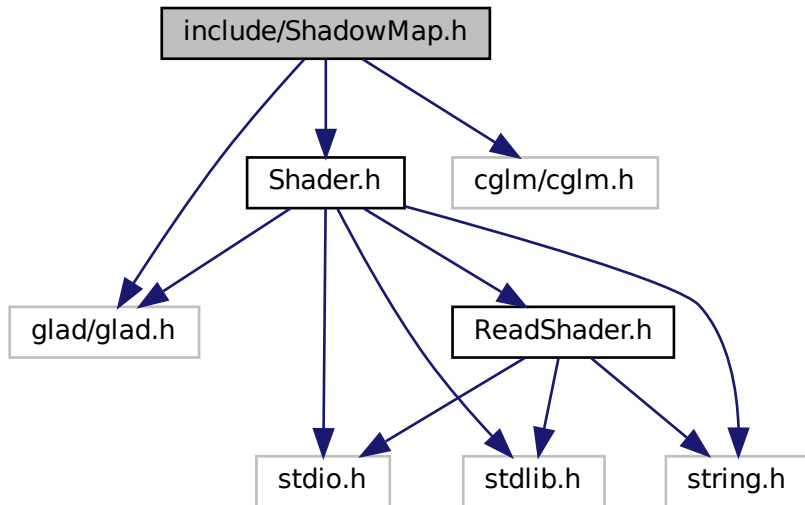 include/ShadowMap.h
Shader.h
cglm/cglm.h
glad/glad.h
ReadShader.h
stdio.h
stdlib.h
string.h